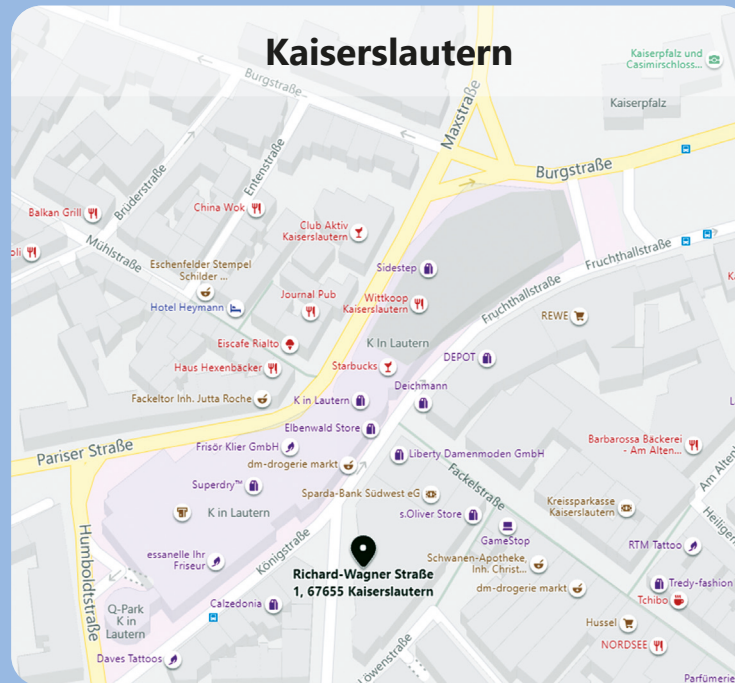 Kaiserslautern
Kaiserpfalz und
Casimirschloss...
Burgstraße
Kaiserpfalz
Maxstraße
Burgstraße
Entenstraße
Brüderstraße
China Wok
Balkan Grill
Club Aktiv
Kaiserslautern
Mühlstraße
oli
Fruchthallstraße
Eschenfelder Stempel
Schilder ...
Sidestep
Journal Pub
Wittkoop
Kaiserslautern
Hotel Heymann
Fruchthallstraße
REWE
Eiscafe Rialto
K In Lautern
DEPOT
Haus Hexenbäcker
Starbucks
Deichmann
Fackeltor Inh. Jutta Roche
K in Lautern
Elbenwald Store
Pariser Straße
Frisör Klier GmbH
Liberty Damenmoden GmbH
Barbarossa Bäckerei
- Am Alten...
dm-drogerie markt
Fackelstraße
Am Alten
Superdry™
Sparda-Bank Südwest eG
Kreissparkasse
Kaiserslautern
K in Lautern
s.Oliver Store
Heiligen
GameStop
Humboldtstraße
Königstraße
RTM Tattoo
essanelle Ihr
Friseur
Schwanen-Apotheke,
Inh. Christ...
Richard-Wagner Straße
1, 67655 Kaiserslautern
dm-drogerie markt
Tredy-fashion
Tchibo
Calzedonia
Q-Park
K in
Lautern
Hussel
NORDSEE
Löwenstraße
Daves Tattoos
Parfümerie